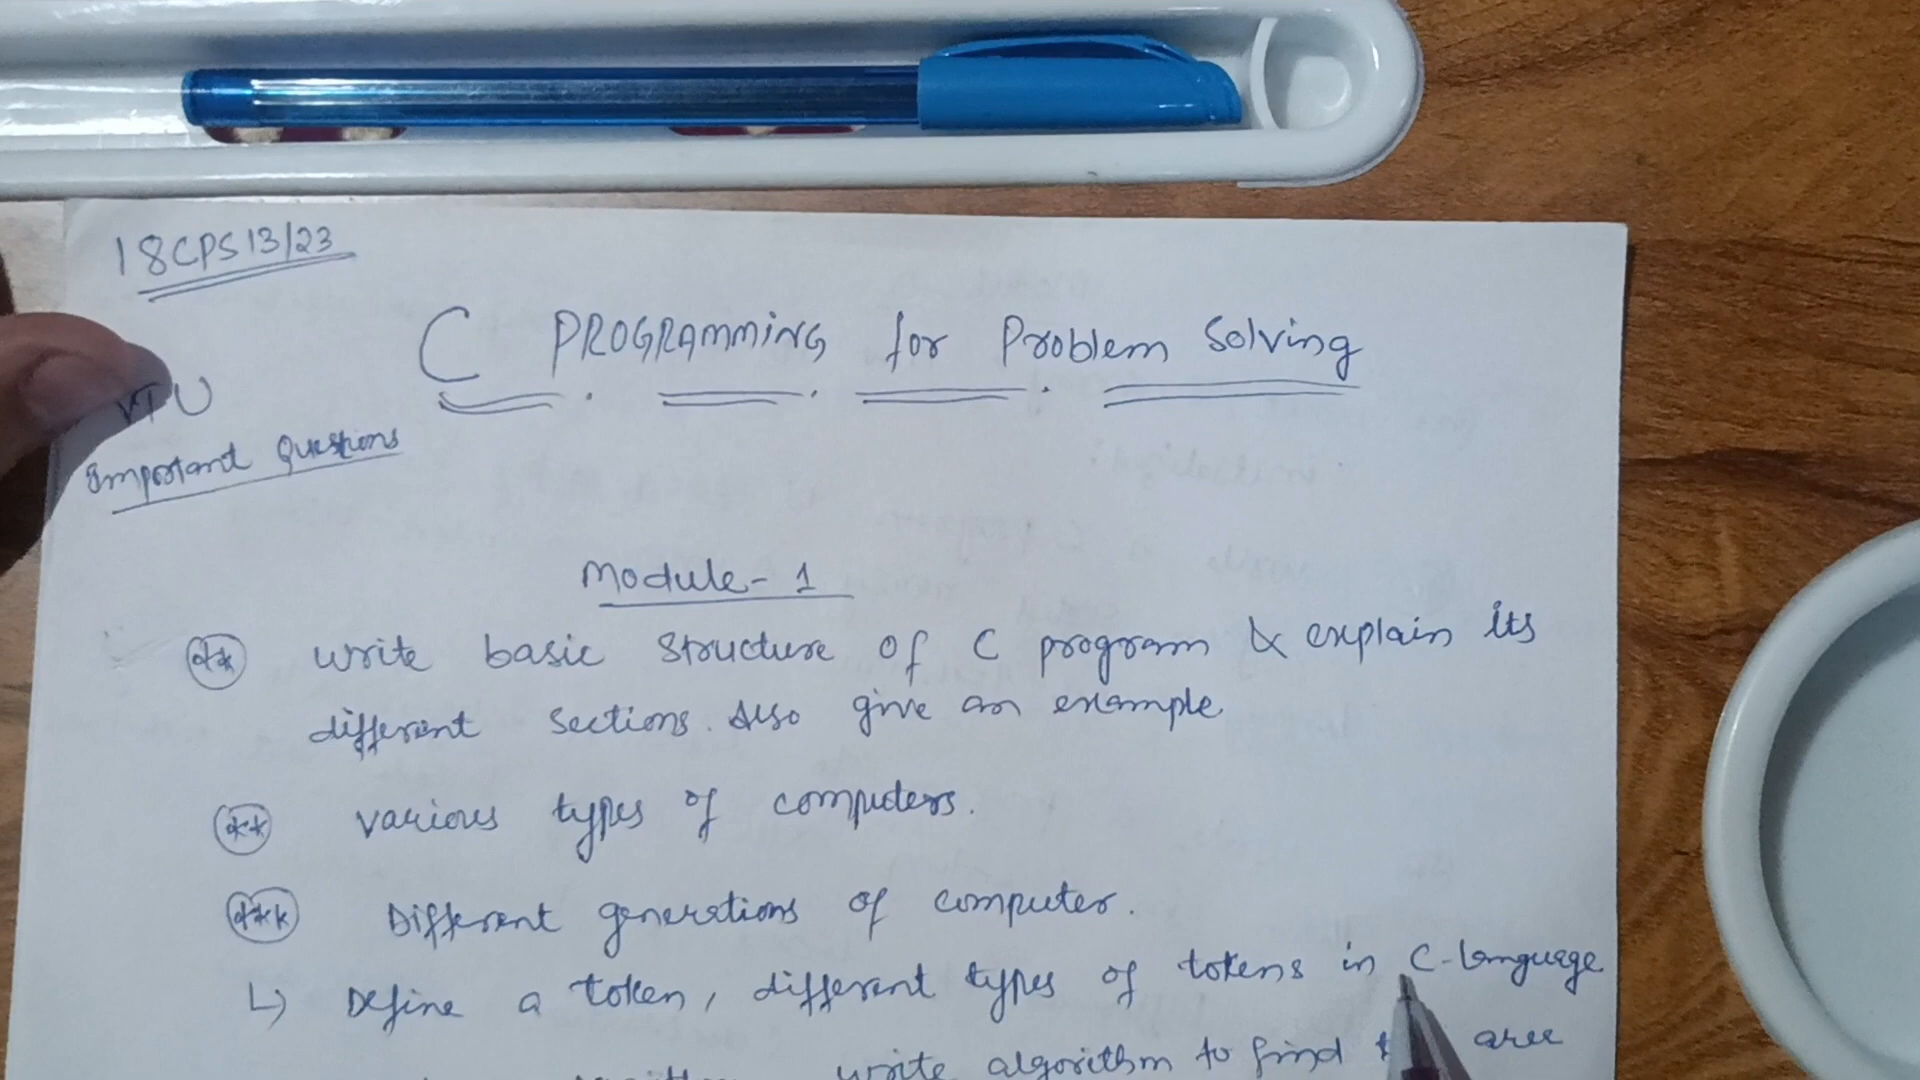 18CPS13/23
C PROGRAMMING for Problem Solving
VTU
Important Questions
Module-1
** write basic structure of C program & explain its
different sections. Also give an example
** various types of computers.
*** Different generations of computer.
↳ Define a token, different types of tokens in C-language
write algorithm to find area